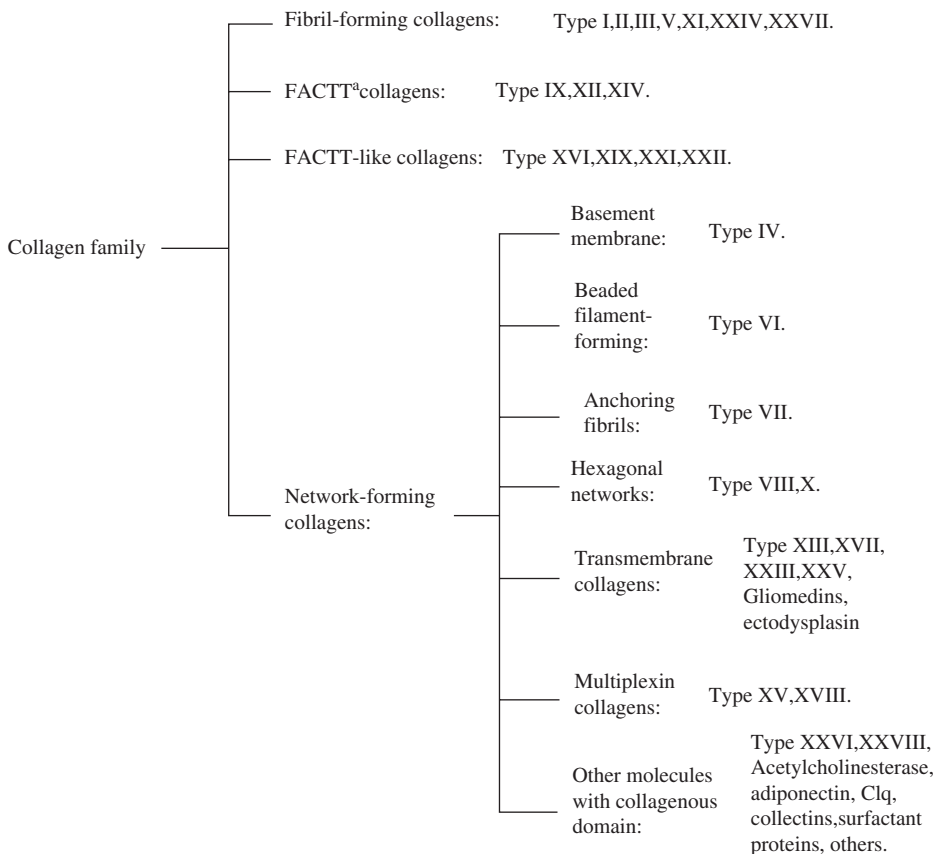 Fibril-forming collagens: Type I,II,III,V,XI,XXIV,XXVII.
FACTTᵃcollagens: Type IX,XII,XIV.
FACTT-like collagens: Type XVI,XIX,XXI,XXII.
Collagen family
Network-forming
collagens:
Basement
membrane: Type IV.
Beaded
filament-
forming: Type VI.
Anchoring
fibrils: Type VII.
Hexagonal
networks: Type VIII,X.
Transmembrane
collagens:
Type XIII,XVII,
XXIII,XXV,
Gliomedins,
ectodysplasin
Multiplexin
collagens: Type XV,XVIII.
Other molecules
with collagenous
domain:
Type XXVI,XXVIII,
Acetylcholinesterase,
adiponectin, Clq,
collectins,surfactant
proteins, others.